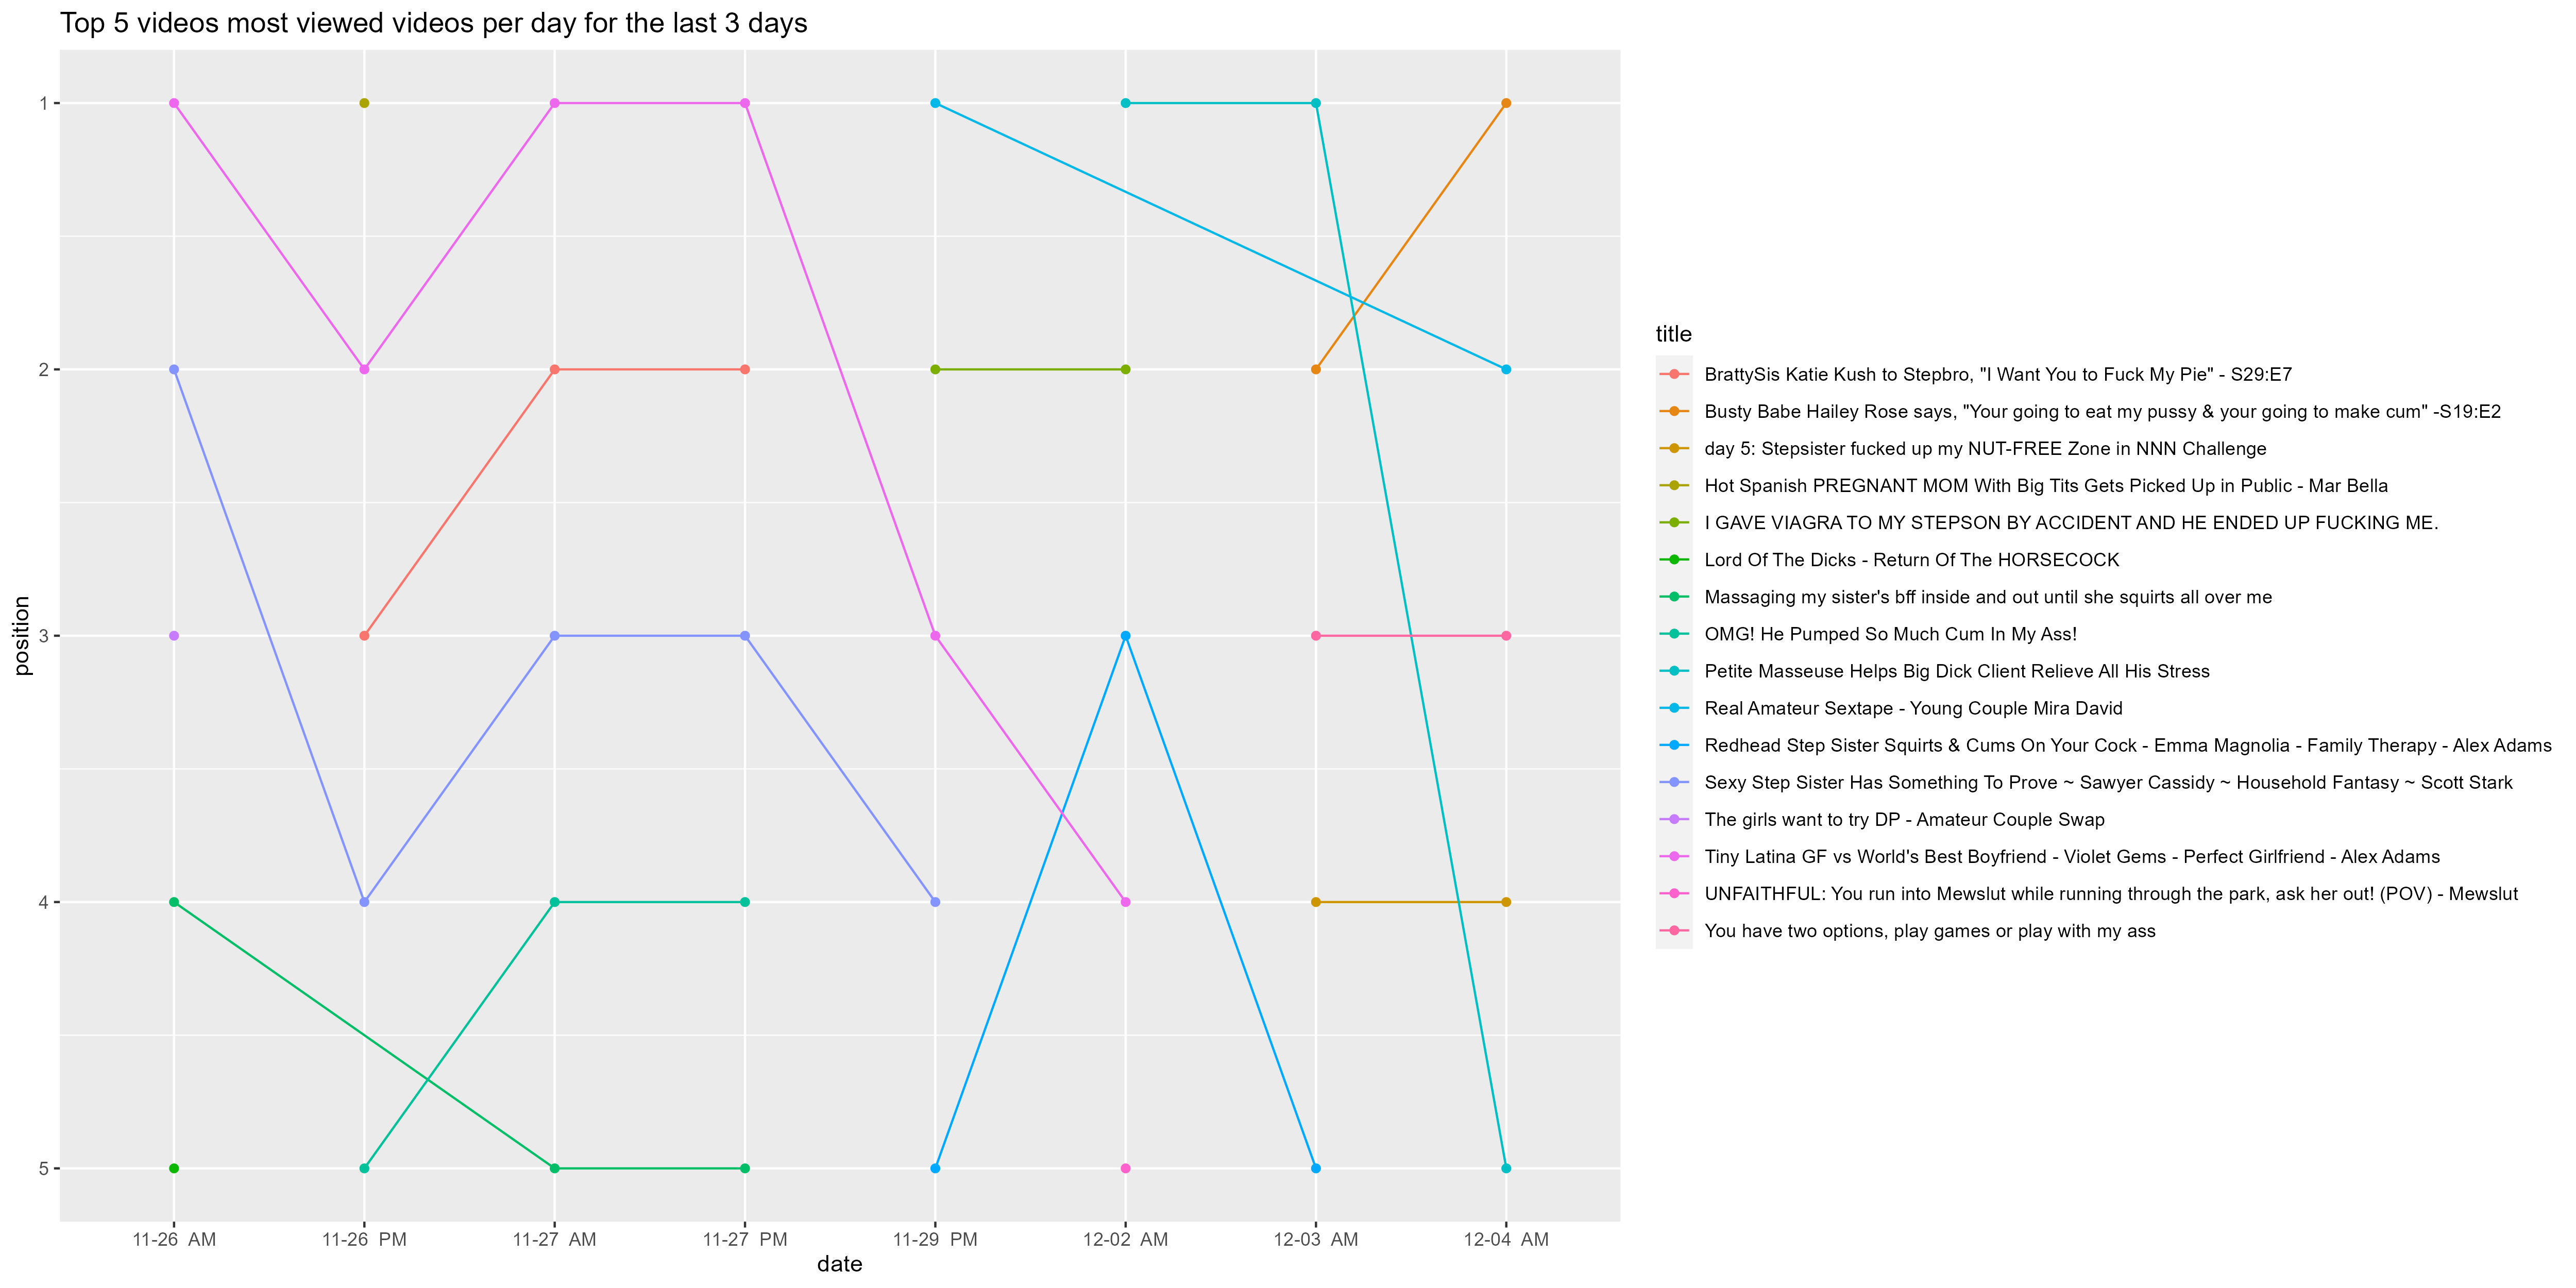 Top 5 videos most viewed videos per day for the last 3 days
position
1
2
3
4
5
11-26 AM
11-26 PM
11-27 AM
11-27 PM
11-29 PM
12-02 AM
12-03 AM
12-04 AM
date
title
BrattySis Katie Kush to Stepbro, "I Want You to Fuck My Pie" - S29:E7
Busty Babe Hailey Rose says, "Your going to eat my pussy & your going to make cum" -S19:E2
day 5: Stepsister fucked up my NUT-FREE Zone in NNN Challenge
Hot Spanish PREGNANT MOM With Big Tits Gets Picked Up in Public - Mar Bella
I GAVE VIAGRA TO MY STEPSON BY ACCIDENT AND HE ENDED UP FUCKING ME.
Lord Of The Dicks - Return Of The HORSECOCK
Massaging my sister's bff inside and out until she squirts all over me
OMG! He Pumped So Much Cum In My Ass!
Petite Masseuse Helps Big Dick Client Relieve All His Stress
Real Amateur Sextape - Young Couple Mira David
Redhead Step Sister Squirts & Cums On Your Cock - Emma Magnolia - Family Therapy - Alex Adams
Sexy Step Sister Has Something To Prove ~ Sawyer Cassidy ~ Household Fantasy ~ Scott Stark
The girls want to try DP - Amateur Couple Swap
Tiny Latina GF vs World's Best Boyfriend - Violet Gems - Perfect Girlfriend - Alex Adams
UNFAITHFUL: You run into Mewslut while running through the park, ask her out! (POV) - Mewslut
You have two options, play games or play with my ass